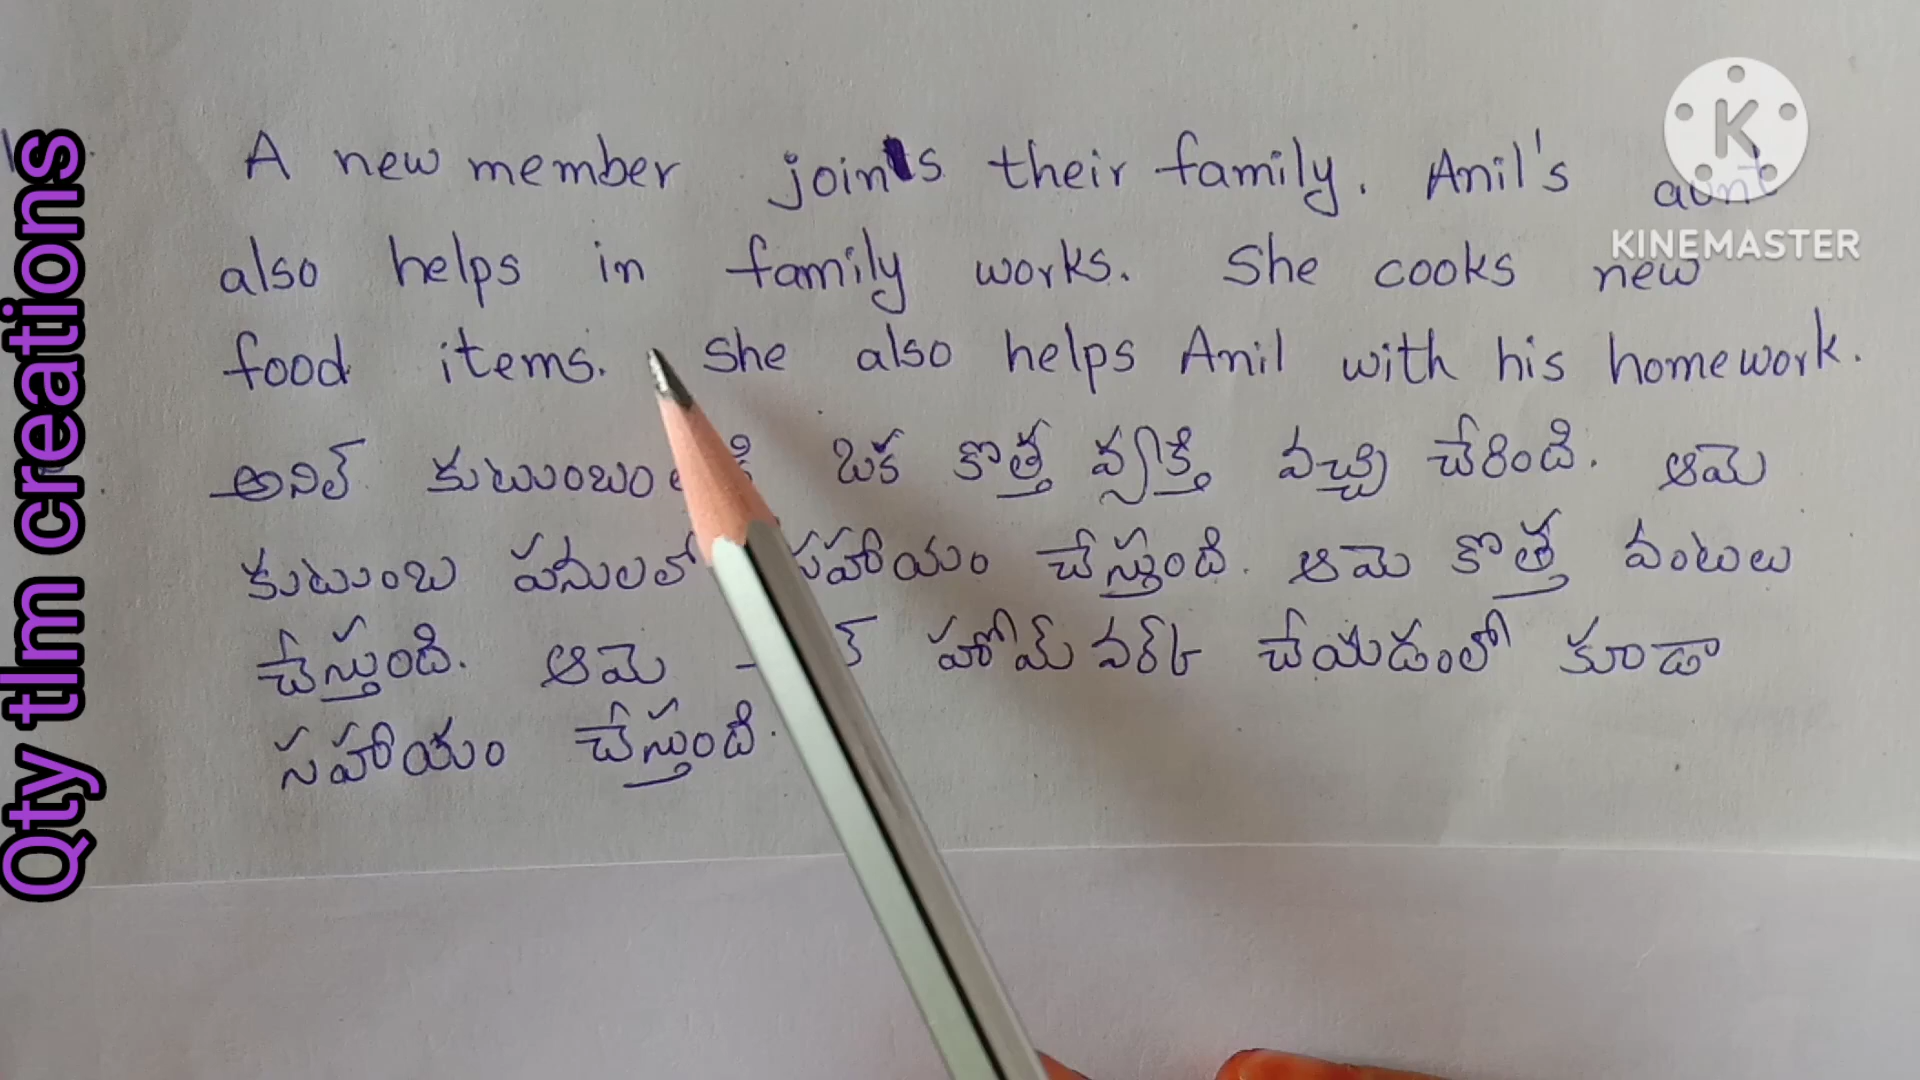 A new member joins their family. Anil's aunt
also helps in family works. She cooks new
food items. She also helps Anil with his homework.
అనిల్ ఒక కొత్త వ్యక్తి వచ్చి చేరింది. ఆమె
కుటుంబ పనులలో సహాయం చేస్తుంది. ఆమె కొత్త వంటలు
చేస్తుంది. ఆమె హోమ్ వర్క్ చేయడంలో కూడా
సహాయం చేస్తుంది.
KINEMASTER
Qty tlm creations